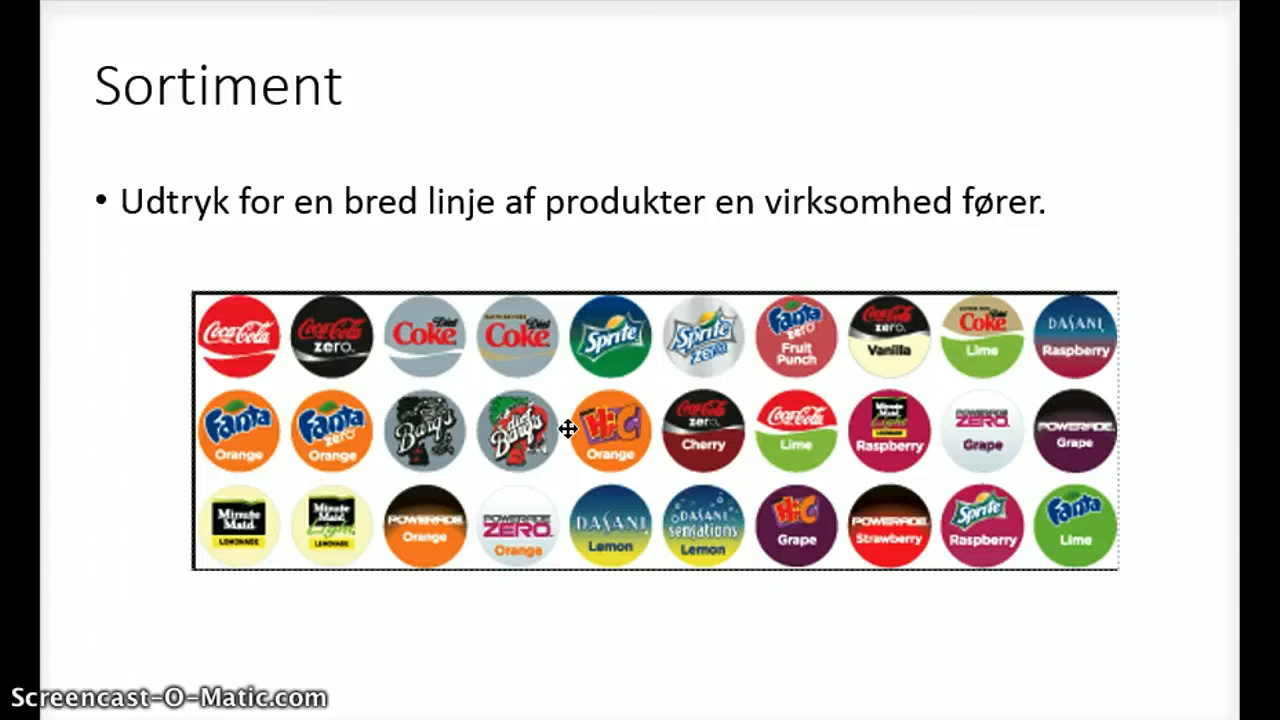 Sortiment
• Udtryk for en bred linje af produkter en virksomhed fører.
Coca-Cola
Coca-Cola zero.
Diet Coke
Diet Coke
Sprite
Sprite zero
Fanta zero Fruit Punch
Coca-Cola zero. Vanilla
Coke Lime
DASANI Raspberry
Fanta Orange
Fanta zero Orange
Barq's
diet Barq's
Hi-C Orange
Coca-Cola zero. Cherry
Coca-Cola Lime
Minute Maid Light Raspberry
POWERADE ZERO. Grape
POWERADE Grape
Minute Maid LEMONADE
Minute Maid Light LEMONADE
POWERADE Orange
POWERADE ZERO. Orange
DASANI Lemon
DASANI sensations Lemon
Hi-C Grape
POWERADE Strawberry
Sprite Raspberry
Fanta Lime
Screencast-O-Matic.com